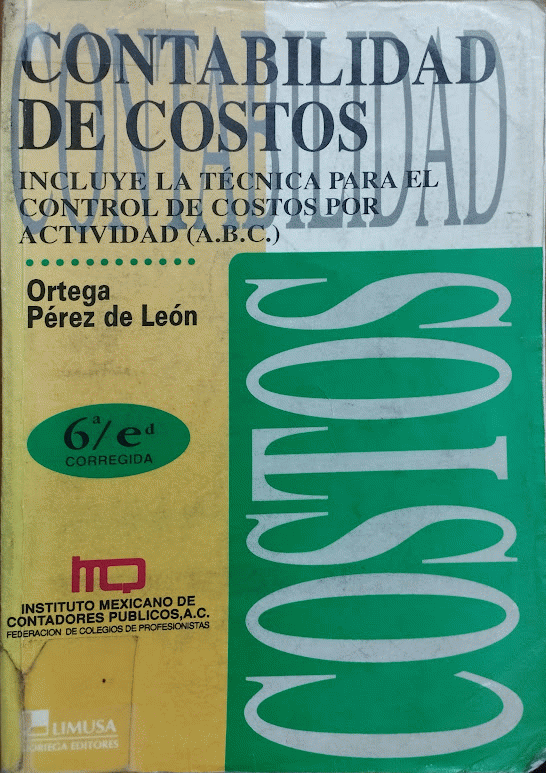 CONTABILIDAD
CONTABILIDAD
DE COSTOS
INCLUYE LA TÉCNICA PARA EL
CONTROL DE COSTOS POR
ACTIVIDAD (A.B.C.)
Ortega
Pérez de León
6ª/eᵈ
CORREGIDA
COSTOS
INSTITUTO MEXICANO DE
CONTADORES PUBLICOS,A.C.
FEDERACION DE COLEGIOS DE PROFESIONISTAS
LIMUSA
NORIEGA EDITORES